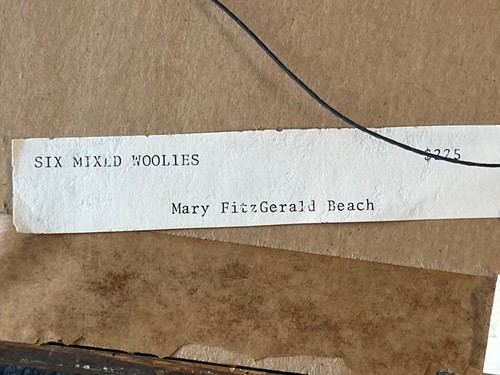 SIX MIXED WOOLIES $225
Mary FitzGerald Beach